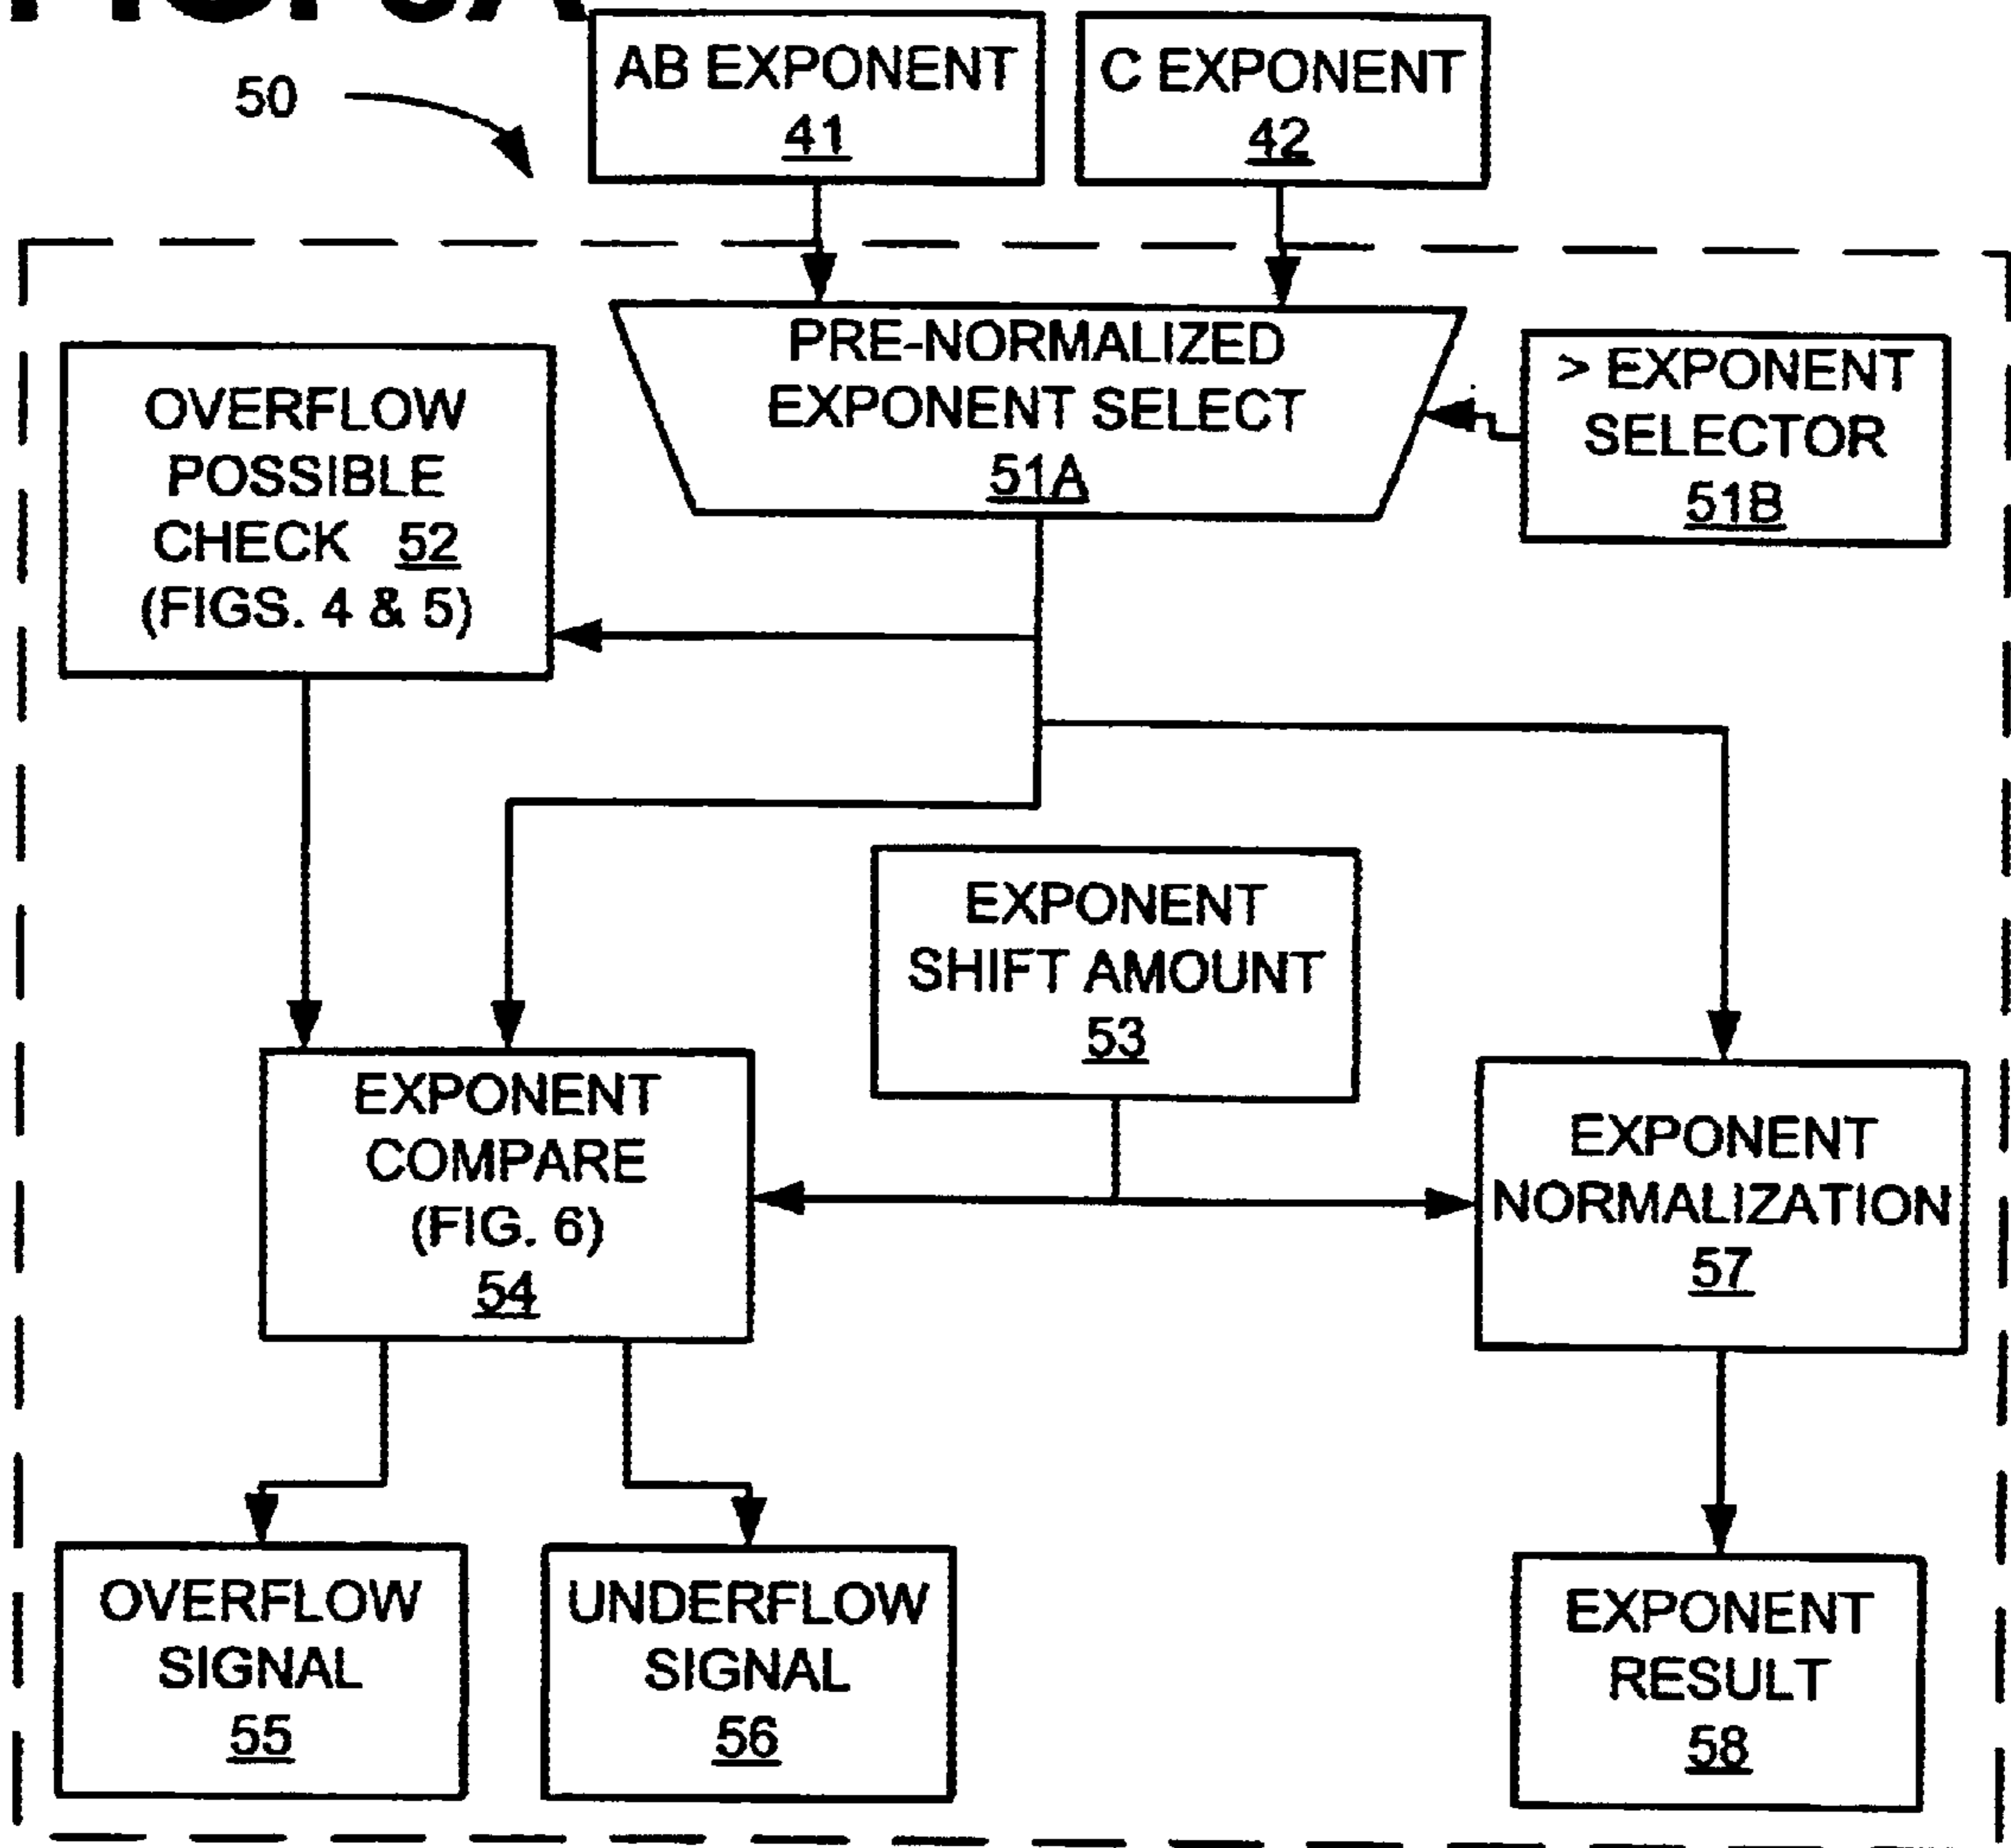 50
AB EXPONENT
41
C EXPONENT
42
PRE-NORMALIZED
EXPONENT SELECT
51A
> EXPONENT
SELECTOR
51B
OVERFLOW
POSSIBLE
CHECK 52
(FIGS. 4 & 5)
EXPONENT
SHIFT AMOUNT
53
EXPONENT
COMPARE
(FIG. 6)
54
EXPONENT
NORMALIZATION
57
OVERFLOW
SIGNAL
55
UNDERFLOW
SIGNAL
56
EXPONENT
RESULT
58